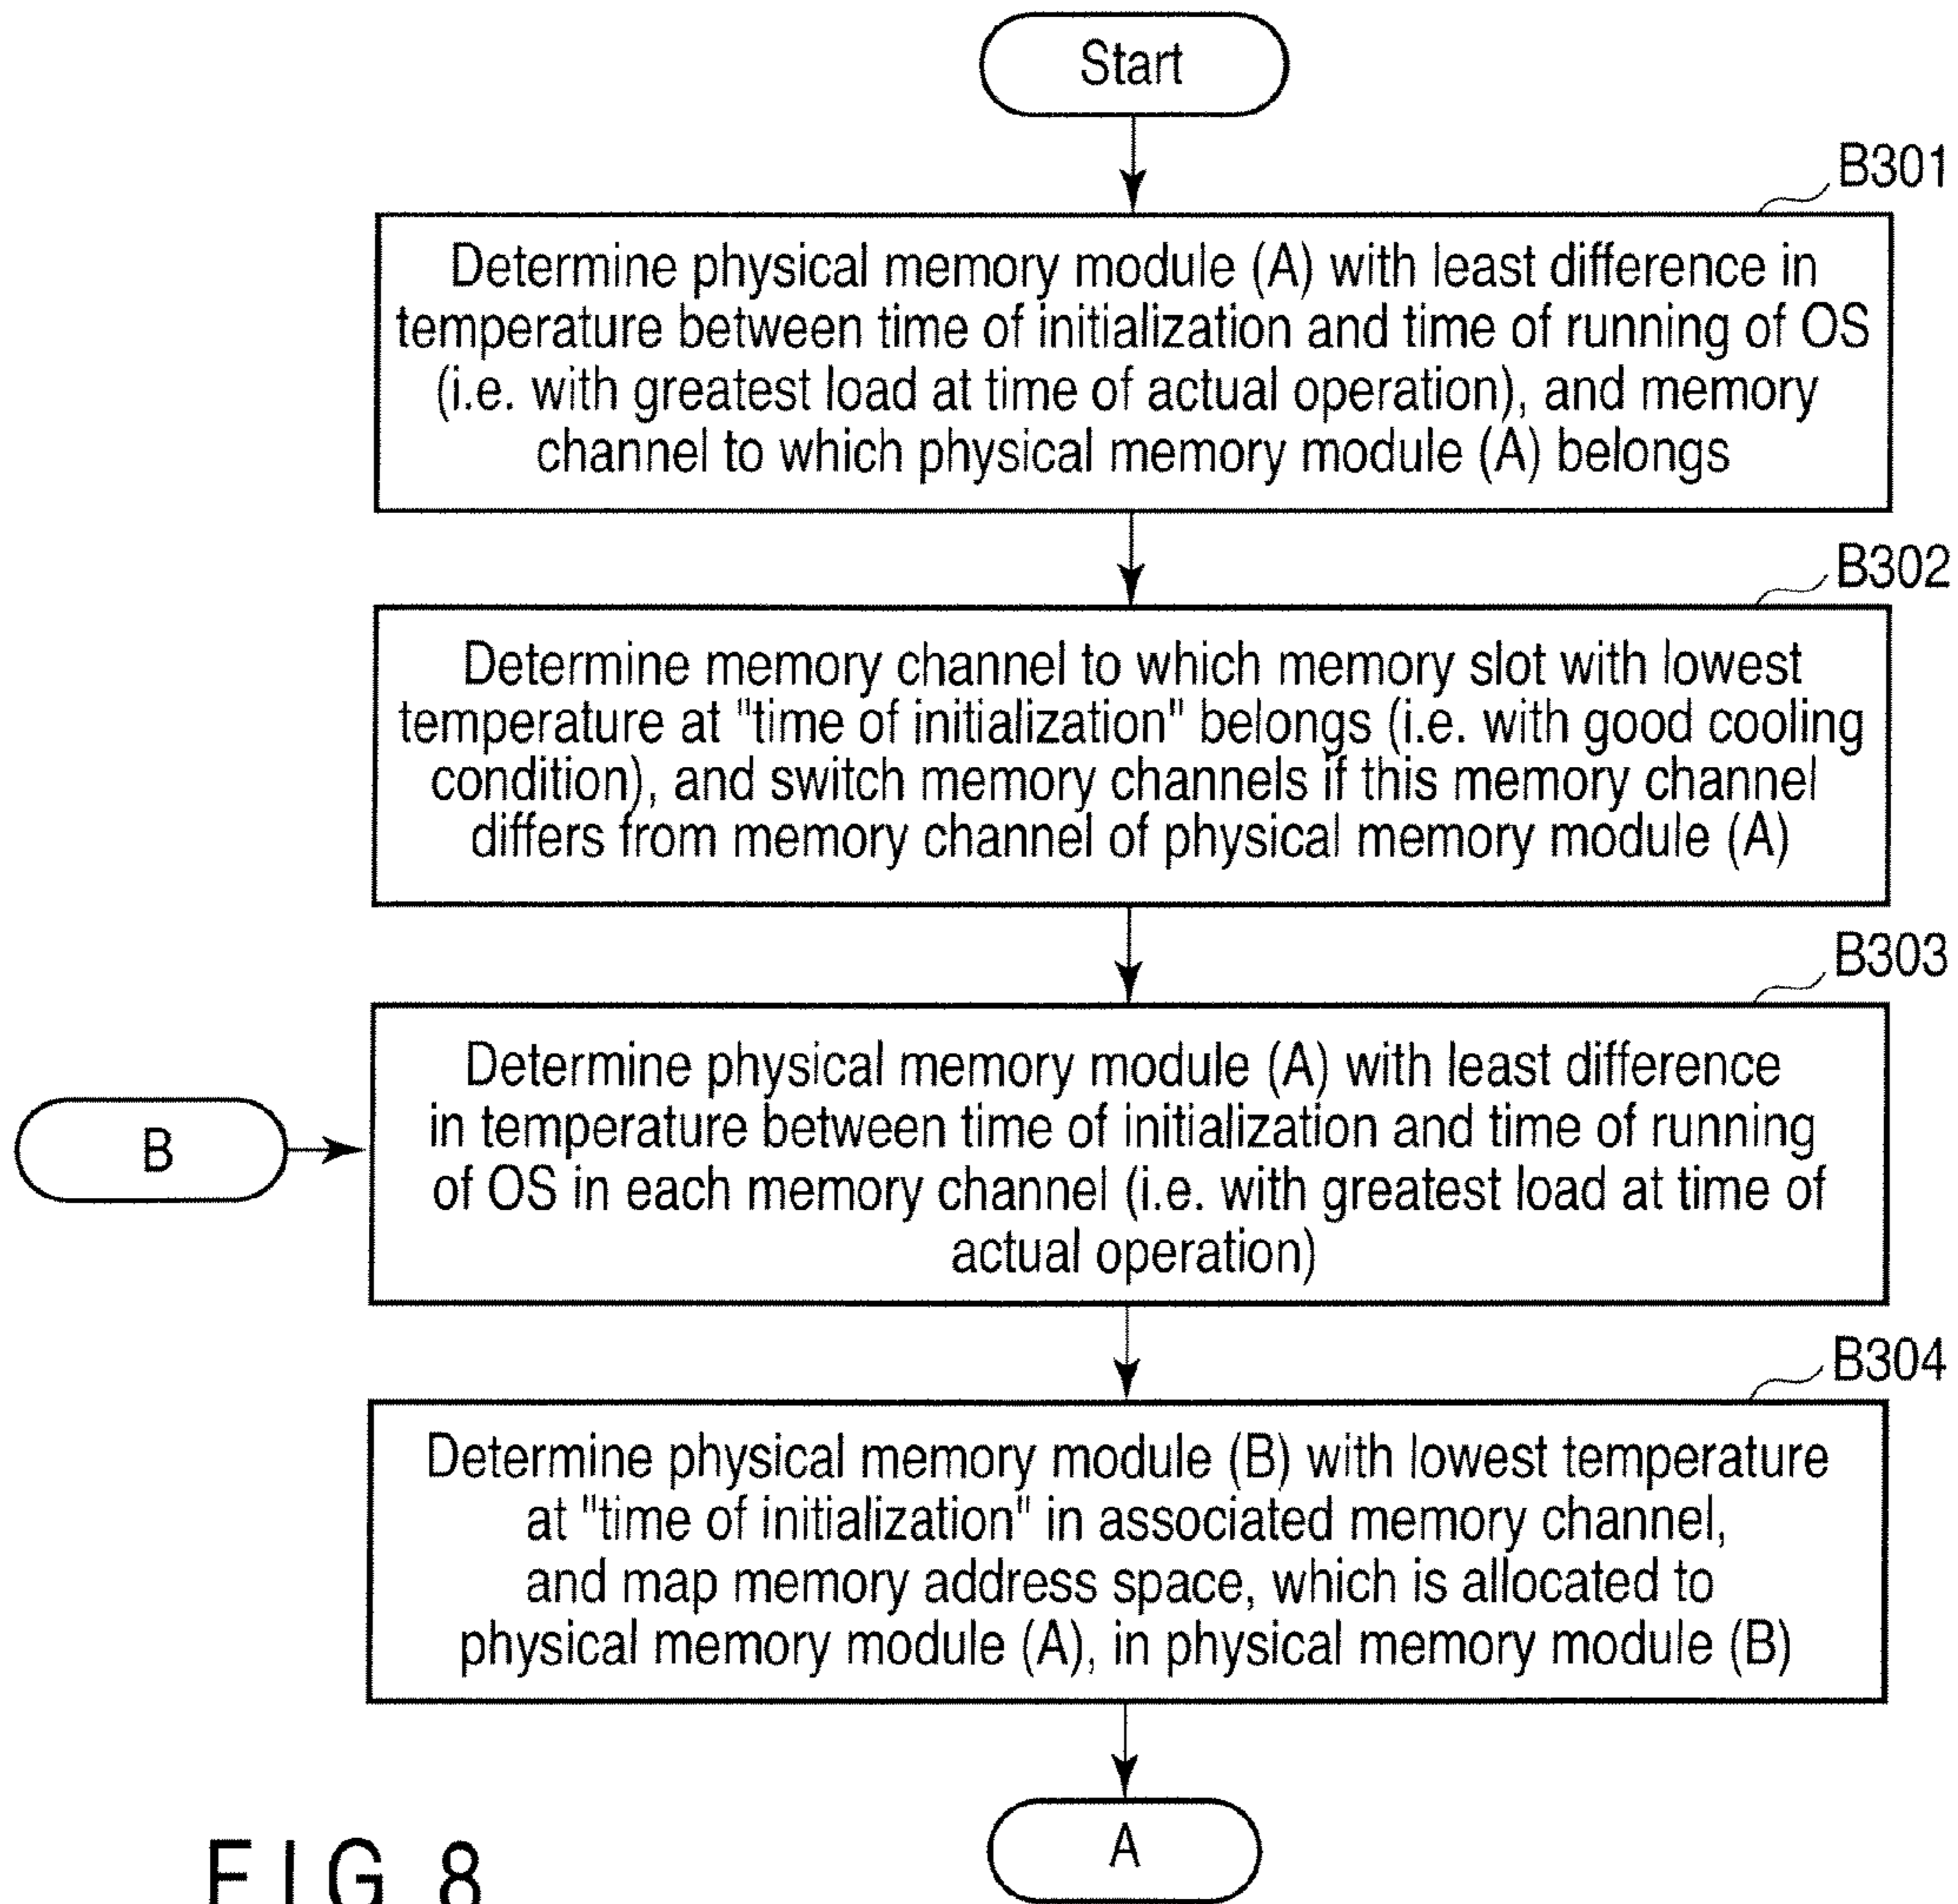 Start
B301
Determine physical memory module (A) with least difference in
temperature between time of initialization and time of running of OS
(i.e. with greatest load at time of actual operation), and memory
channel to which physical memory module (A) belongs
B302
Determine memory channel to which memory slot with lowest
temperature at "time of initialization" belongs (i.e. with good cooling
condition), and switch memory channels if this memory channel
differs from memory channel of physical memory module (A)
B303
B
Determine physical memory module (A) with least difference
in temperature between time of initialization and time of running
of OS in each memory channel (i.e. with greatest load at time of
actual operation)
B304
Determine physical memory module (B) with lowest temperature
at "time of initialization" in associated memory channel,
and map memory address space, which is allocated to
physical memory module (A), in physical memory module (B)
A
FIG 8